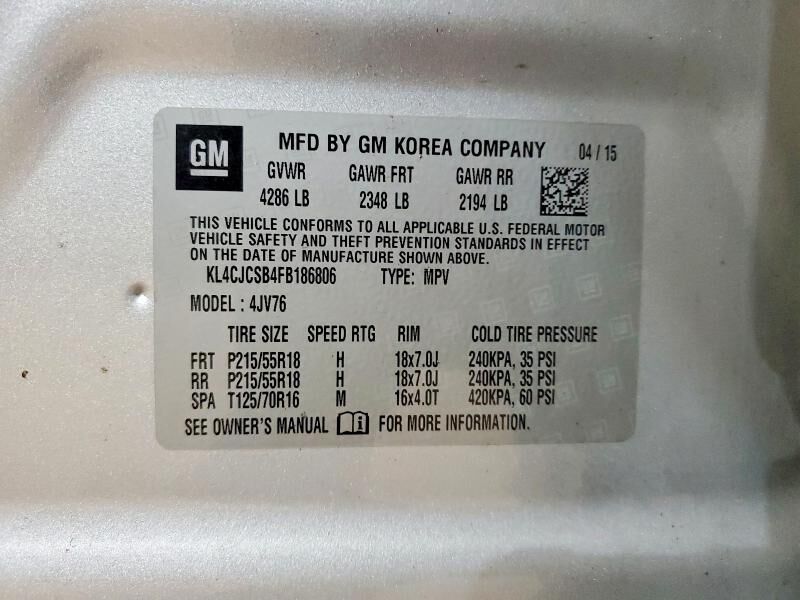 GM MFD BY GM KOREA COMPANY 04 / 15
GVWR GAWR FRT GAWR RR
4286 LB 2348 LB 2194 LB
THIS VEHICLE CONFORMS TO ALL APPLICABLE U.S. FEDERAL MOTOR
VEHICLE SAFETY AND THEFT PREVENTION STANDARDS IN EFFECT
ON THE DATE OF MANUFACTURE SHOWN ABOVE.
KL4CJCSB4FB186806 TYPE: MPV
MODEL : 4JV76
TIRE SIZE SPEED RTG RIM COLD TIRE PRESSURE
FRT P215/55R18 H 18x7.0J 240KPA, 35 PSI
RR P215/55R18 H 18x7.0J 240KPA, 35 PSI
SPA T125/70R16 M 16x4.0T 420KPA, 60 PSI
SEE OWNER'S MANUAL i FOR MORE INFORMATION.